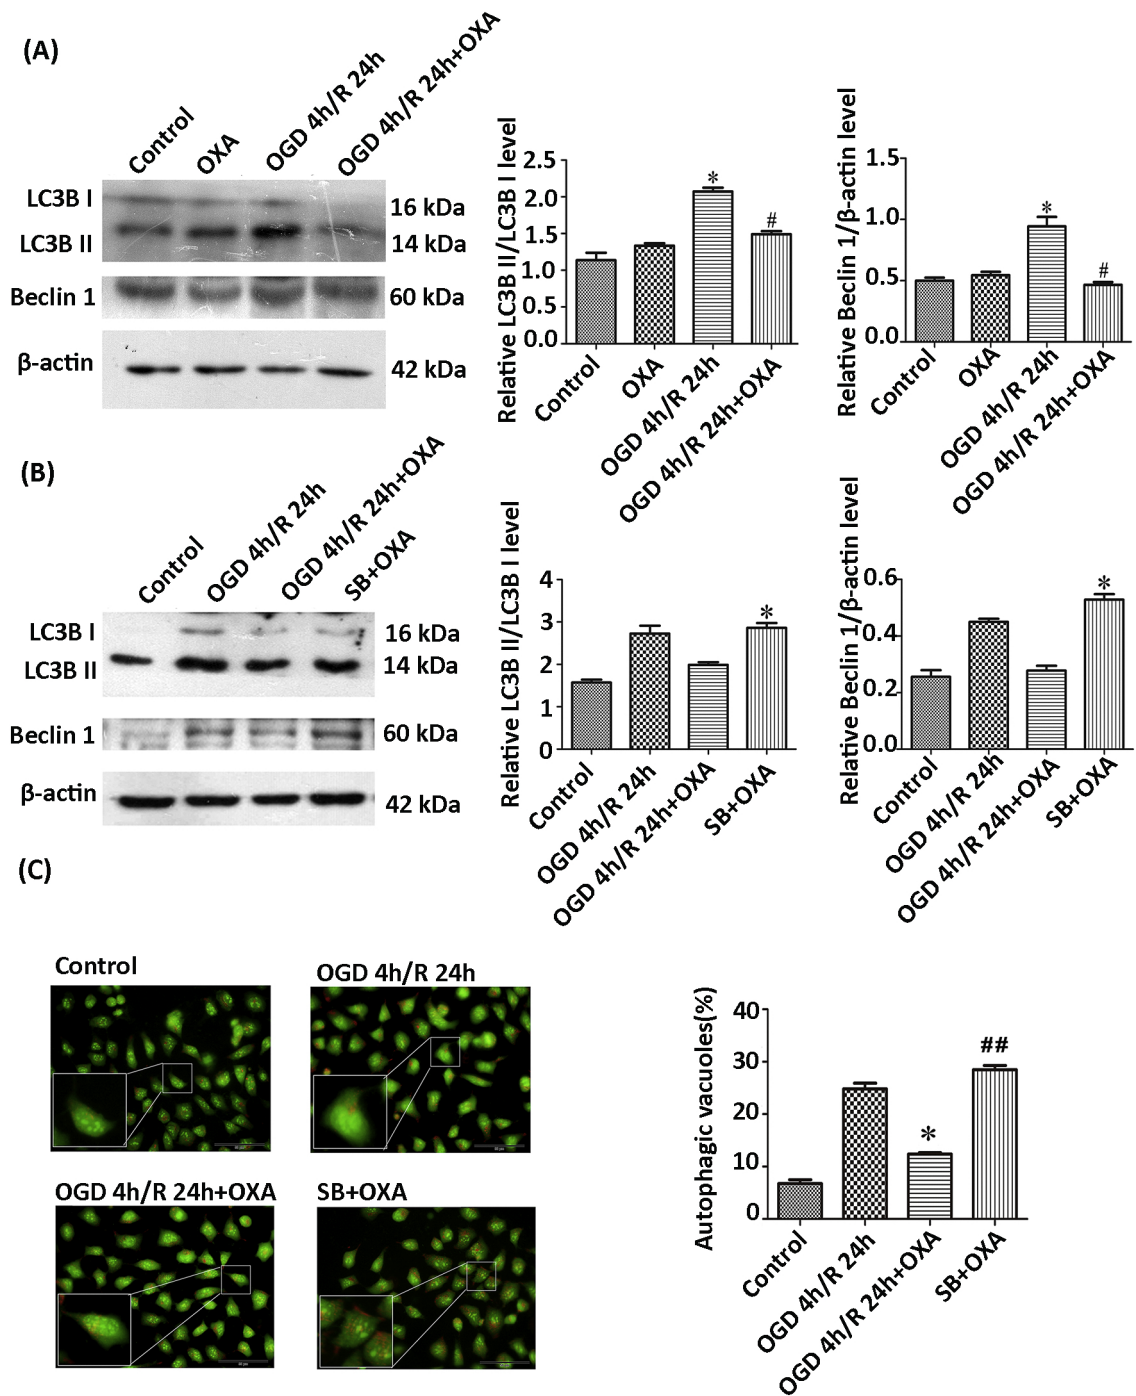 (A)
Control
OXA
OGD 4h/R 24h
OGD 4h/R 24h+OXA
LC3B I
16 kDa
LC3B II
14 kDa
Beclin 1
60 kDa
β-actin
42 kDa
Relative LC3B II/LC3B I level
2.5
2.0
1.5
1.0
0.5
0.0
*
#
Control
OXA
OGD 4h/R 24h
OGD 4h/R 24h+OXA
Relative Beclin 1/β-actin level
1.5
1.0
0.5
0.0
*
#
Control
OXA
OGD 4h/R 24h
OGD 4h/R 24h+OXA
(B)
Control
OGD 4h/R 24h
OGD 4h/R 24h+OXA
SB+OXA
LC3B I
16 kDa
LC3B II
14 kDa
Beclin 1
60 kDa
β-actin
42 kDa
Relative LC3B II/LC3B I level
4
3
2
1
0
*
Control
OGD 4h/R 24h
OGD 4h/R 24h+OXA
SB+OXA
Relative Beclin 1/β-actin level
0.6
0.4
0.2
0.0
*
Control
OGD 4h/R 24h
OGD 4h/R 24h+OXA
SB+OXA
(C)
Control
OGD 4h/R 24h
OGD 4h/R 24h+OXA
SB+OXA
Autophagic vacuoles(%)
40
30
20
10
0
*
##
Control
OGD 4h/R 24h
OGD 4h/R 24h+OXA
SB+OXA